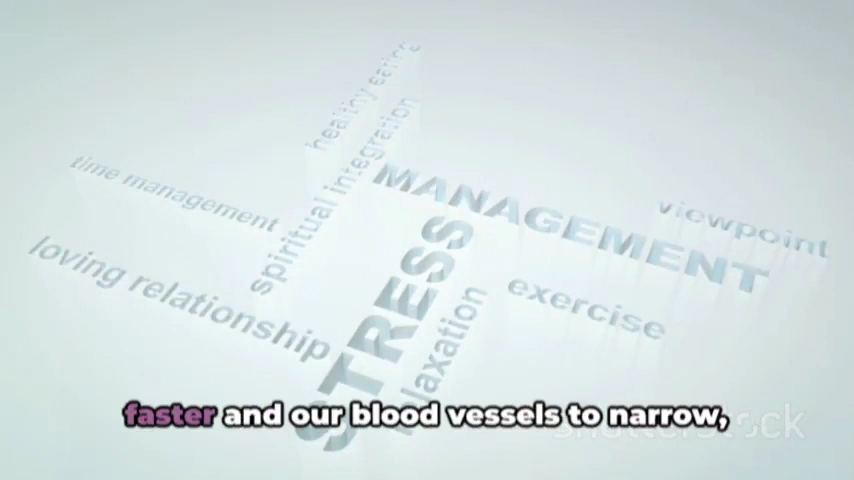 healthy eating
spiritual integration
time management
MANAGEMENT
viewpoint
loving relationship
STRESS
relaxation
exercise
faster and our blood vessels to narrow,
shutterstock